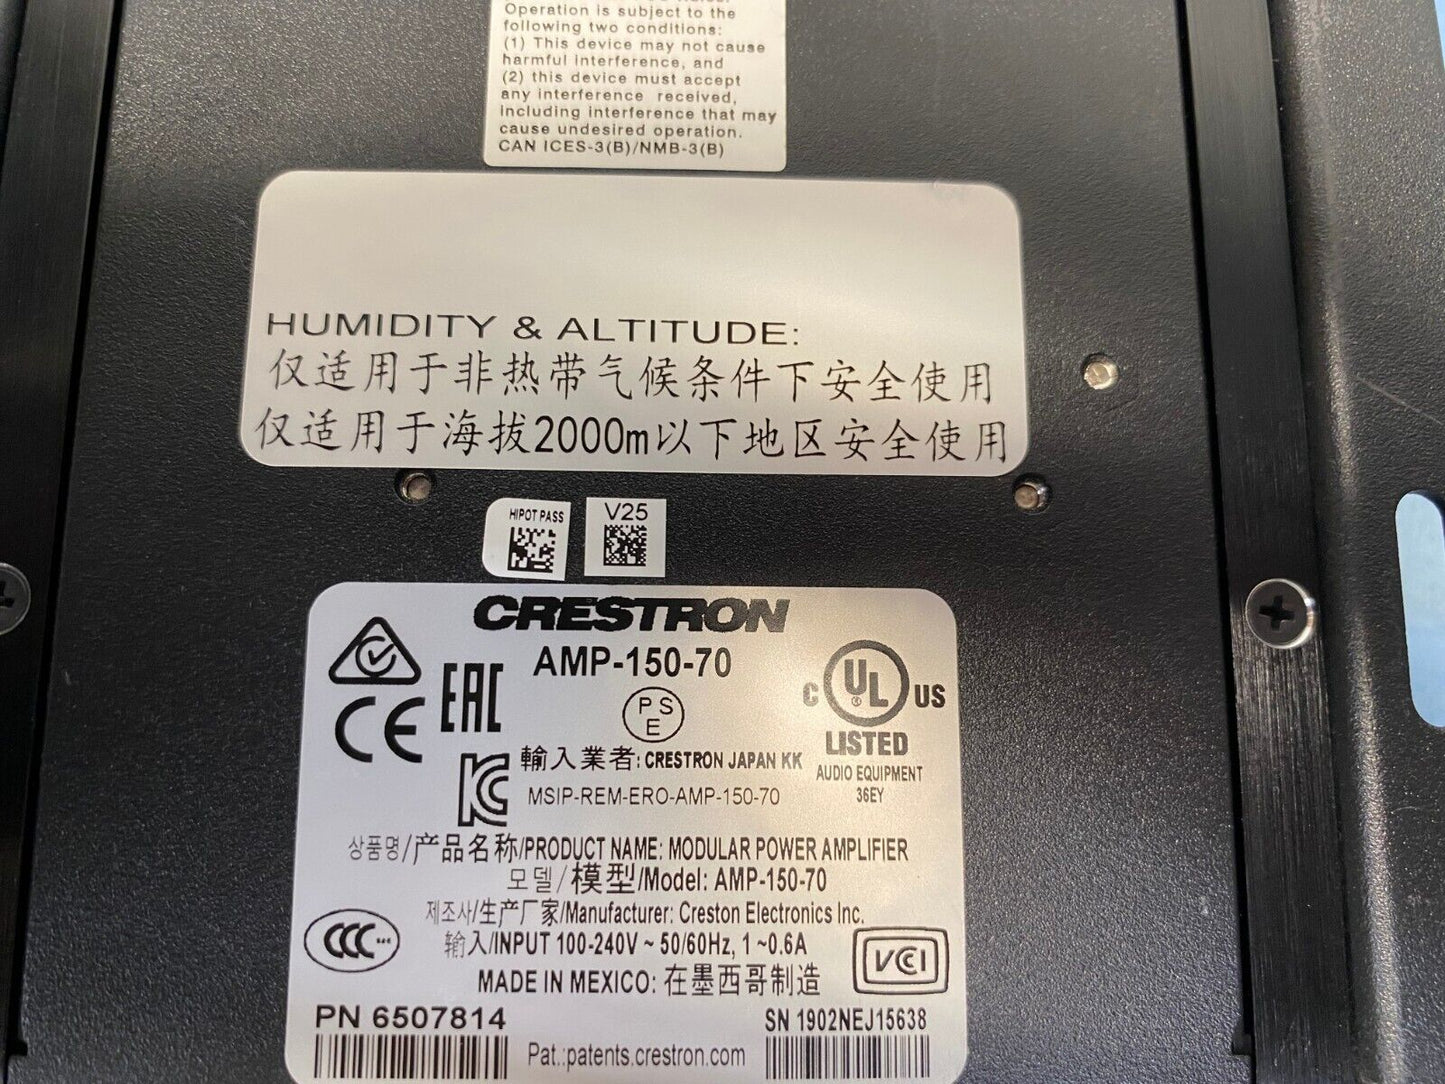 Operation is subject to the
following two conditions:
(1) This device may not cause
harmful interference, and
(2) this device must accept
any interference received,
including interference that may
cause undesired operation.
CAN ICES-3(B)/NMB-3(B)
HUMIDITY & ALTITUDE:
仅适用于非热带气候条件下安全使用
仅适用于海拔2000m以下地区安全使用
HIPOT PASS
V25
CRESTRON
AMP-150-70
CE
EAC
PSE
C UL US
®
LISTED
AUDIO EQUIPMENT
36EY
輸入業者: CRESTRON JAPAN KK
MSIP-REM-ERO-AMP-150-70
상품명/产品名称/PRODUCT NAME: MODULAR POWER AMPLIFIER
모델/模型/Model: AMP-150-70
제조사/生产厂家/Manufacturer: Creston Electronics Inc.
输入/INPUT 100-240V ~ 50/60Hz, 1 ~0.6A
MADE IN MEXICO: 在墨西哥制造
CCC
VCCI
PN 6507814
SN 1902NEJ15638
Pat.:patents.crestron.com